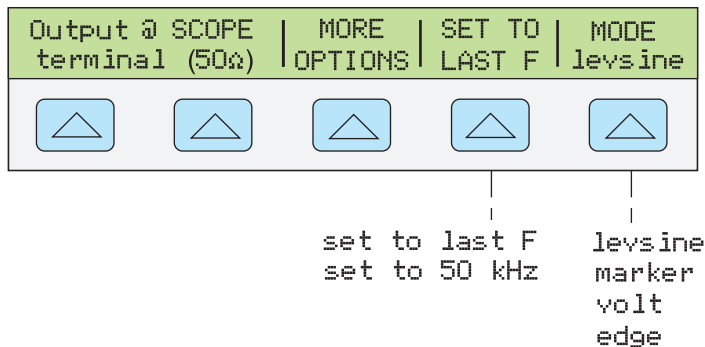 Output @ SCOPE terminal (50Ω)
MORE OPTIONS
SET TO LAST F
MODE levsine
set to last F
set to 50 kHz
levsine
marker
volt
edge